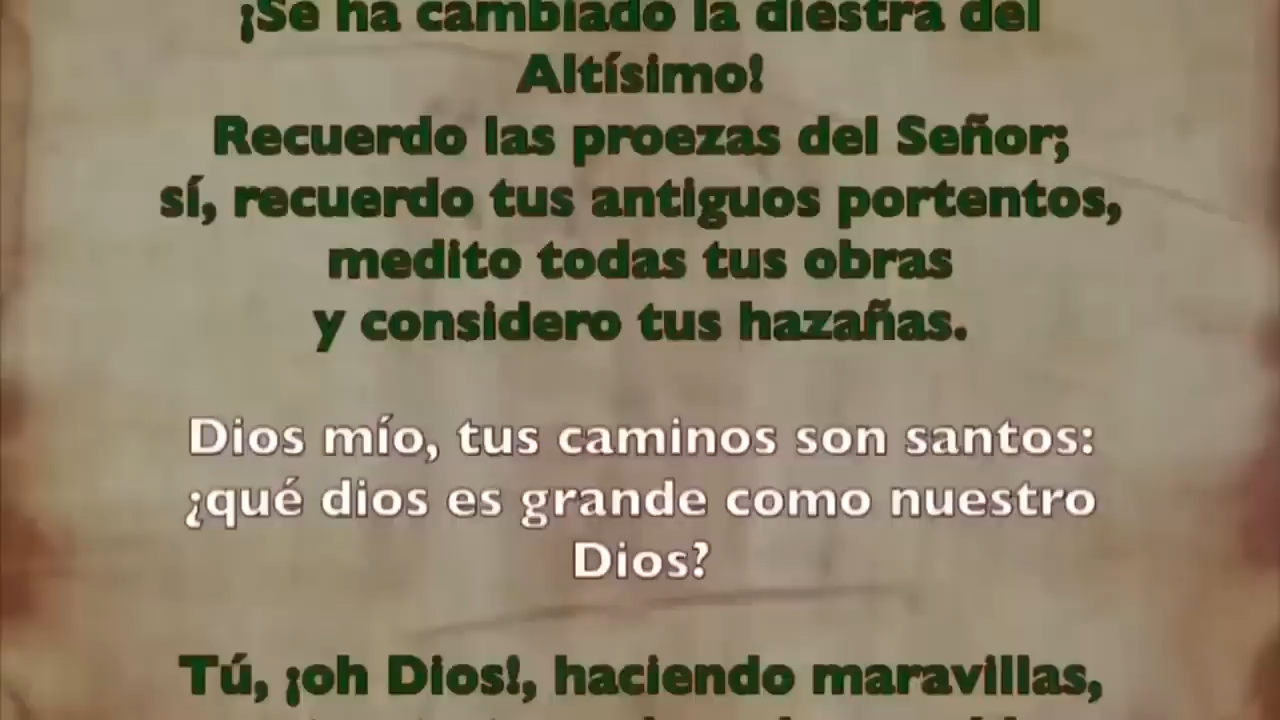 ¡Se ha cambiado la diestra del
Altísimo!
Recuerdo las proezas del Señor;
sí, recuerdo tus antiguos portentos,
medito todas tus obras
y considero tus hazañas.
Dios mío, tus caminos son santos:
¿qué dios es grande como nuestro
Dios?
Tú, ¡oh Dios!, haciendo maravillas,